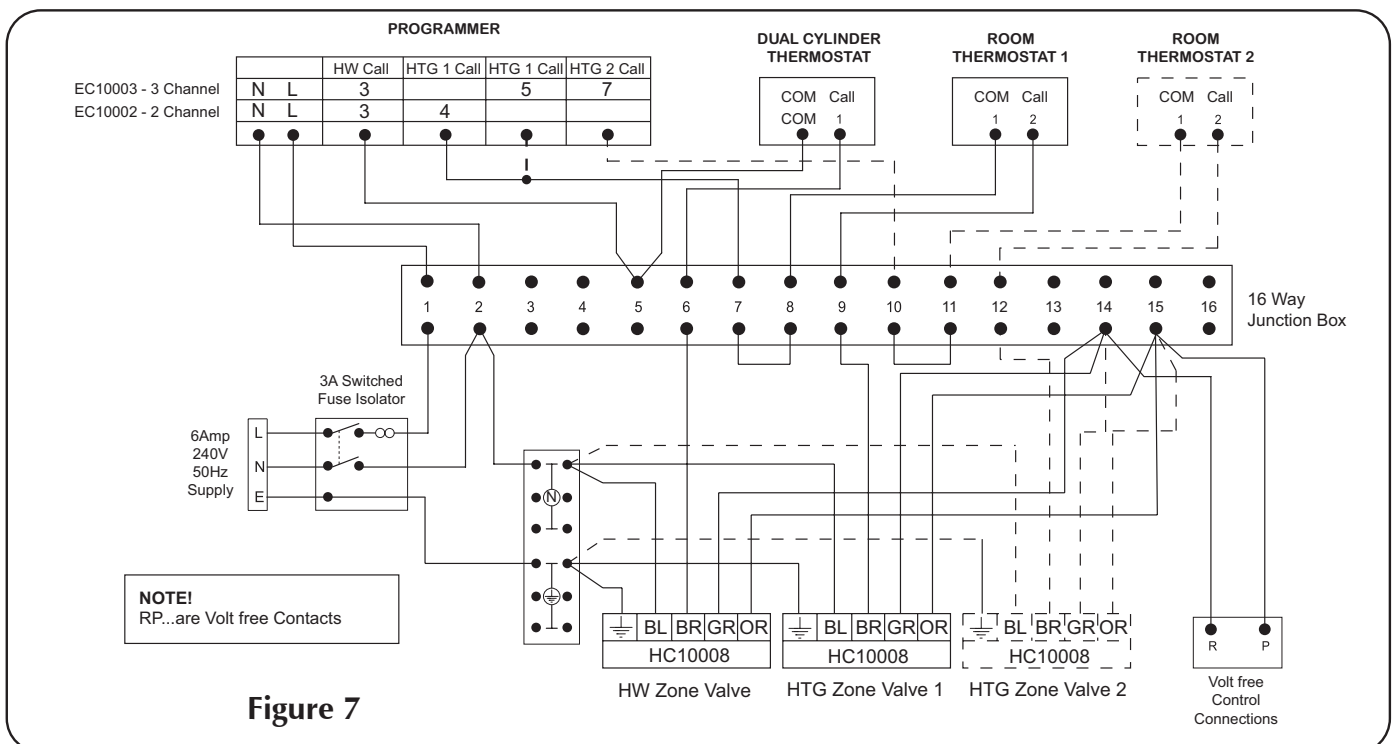 PROGRAMMER
HW Call HTG 1 Call HTG 1 Call HTG 2 Call
EC10003 - 3 Channel N L 3 5 7
EC10002 - 2 Channel N L 3 4
DUAL CYLINDER
THERMOSTAT
COM Call
COM 1
ROOM
THERMOSTAT 1
COM Call
1 2
ROOM
THERMOSTAT 2
COM Call
1 2
1 2 3 4 5 6 7 8 9 10 11 12 13 14 15 16
16 Way
Junction Box
3A Switched
Fuse Isolator
6Amp
240V
50Hz
Supply
L
N
E
N
NOTE!
RP...are Volt free Contacts
BL BR GR OR
HC10008
HW Zone Valve
BL BR GR OR
HC10008
HTG Zone Valve 1
BL BR GR OR
HC10008
HTG Zone Valve 2
R P
Volt free
Control
Connections
Figure 7